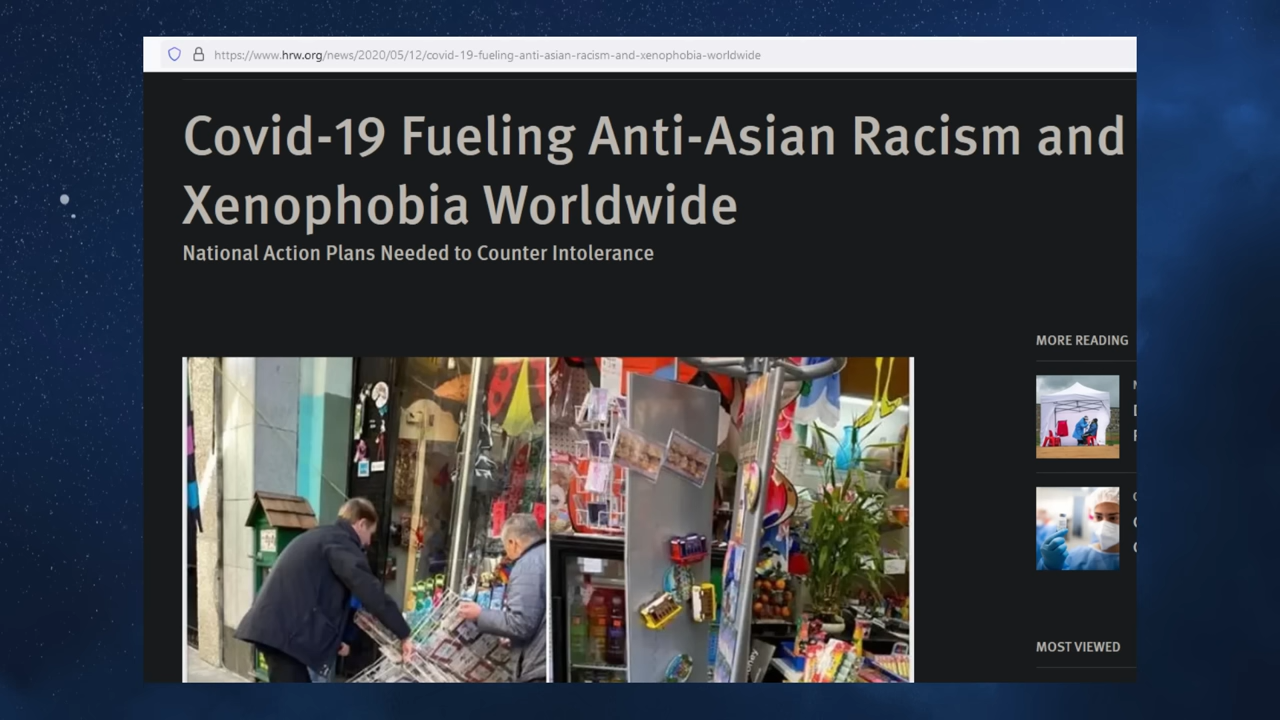 https://www.hrw.org/news/2020/05/12/covid-19-fueling-anti-asian-racism-and-xenophobia-worldwide
Covid-19 Fueling Anti-Asian Racism and
Xenophobia Worldwide
National Action Plans Needed to Counter Intolerance
MORE READING
MOST VIEWED